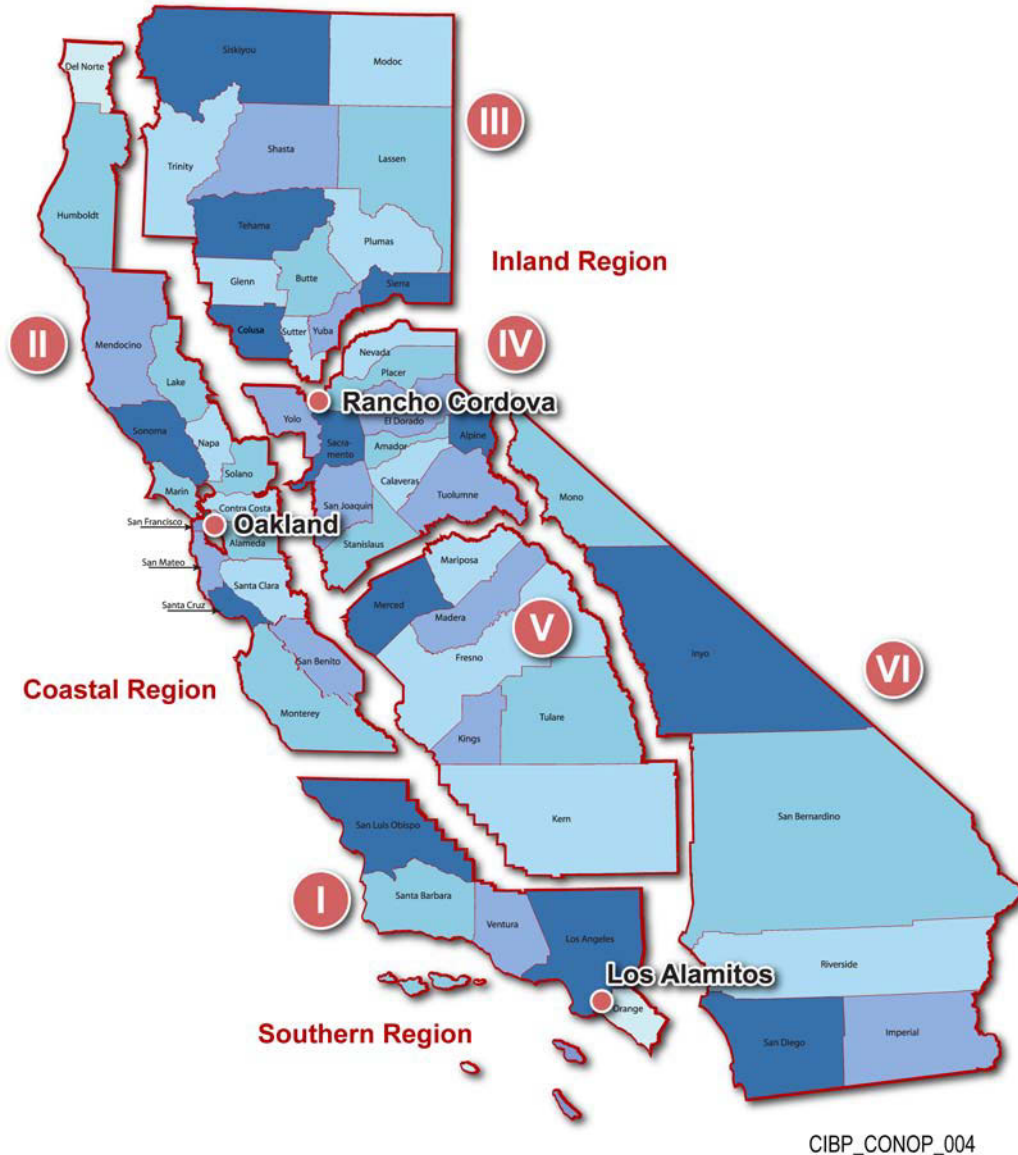 Del Norte
Siskiyou
Modoc
III
Trinity
Shasta
Lassen
Humboldt
Tehama
Plumas
Inland Region
Glenn
Butte
Sierra
II
Mendocino
Colusa
Sutter
Yuba
IV
Lake
Nevada
Placer
Rancho Cordova
Yolo
El Dorado
Sonoma
Napa
Sacra-
mento
Alpine
Amador
Solano
Calaveras
Marin
Tuolumne
Mono
Contra Costa
San Joaquin
San Francisco
Oakland
Alameda
Stanislaus
San Mateo
Mariposa
Santa Clara
Santa Cruz
Merced
Madera
V
Inyo
Fresno
San Benito
VI
Coastal Region
Monterey
Tulare
Kings
San Luis Obispo
Kern
San Bernardino
I
Santa Barbara
Ventura
Los Angeles
Riverside
Los Alamitos
Orange
Southern Region
San Diego
Imperial
CIBP_CONOP_004